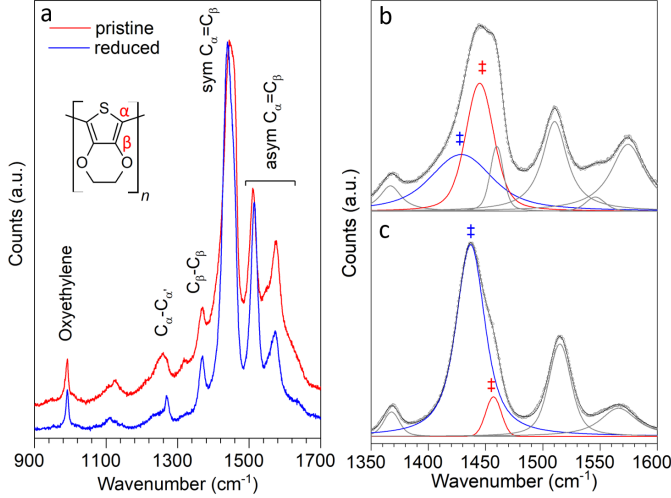 a
pristine
reduced
sym Cα=Cβ
asym Cα=Cβ
S
α
β
O
O
n
Oxyethylene
Cα-Cα'
Cβ-Cβ
Counts (a.u.)
900
1100
1300
1500
1700
Wavenumber (cm⁻¹)
b
‡
‡
c
‡
‡
Counts (a.u.)
1350
1400
1450
1500
1550
1600
Wavenumber (cm⁻¹)